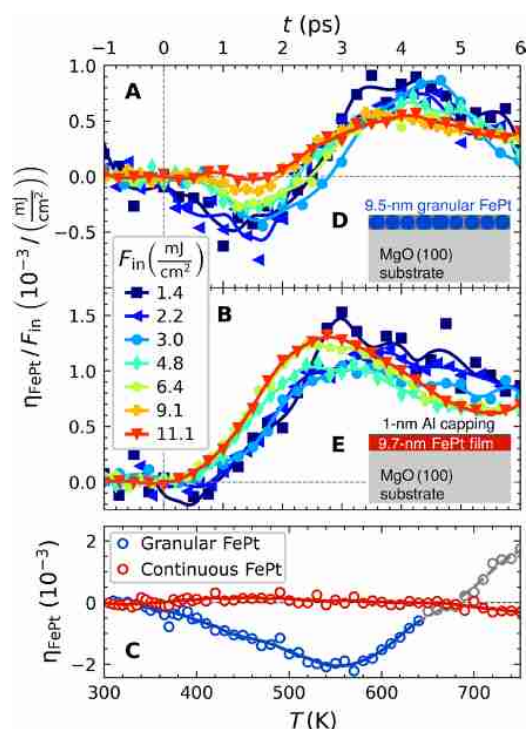 t (ps)
−1 0 1 2 3 4 5 6
A
1.0
0.5
0.0
−0.5
η_FePt/F_in (10^−3/(mJ/cm^2))
9.5-nm granular FePt
D
MgO (100)
substrate
F_in(mJ/cm^2)
1.4
2.2
3.0
4.8
6.4
9.1
11.1
B
1.5
1.0
0.5
0.0
1-nm Al capping
9.7-nm FePt film
E
MgO (100)
substrate
Granular FePt
Continuous FePt
C
2
0
−2
η_FePt (10^−3)
300 400 500 600 700
T (K)